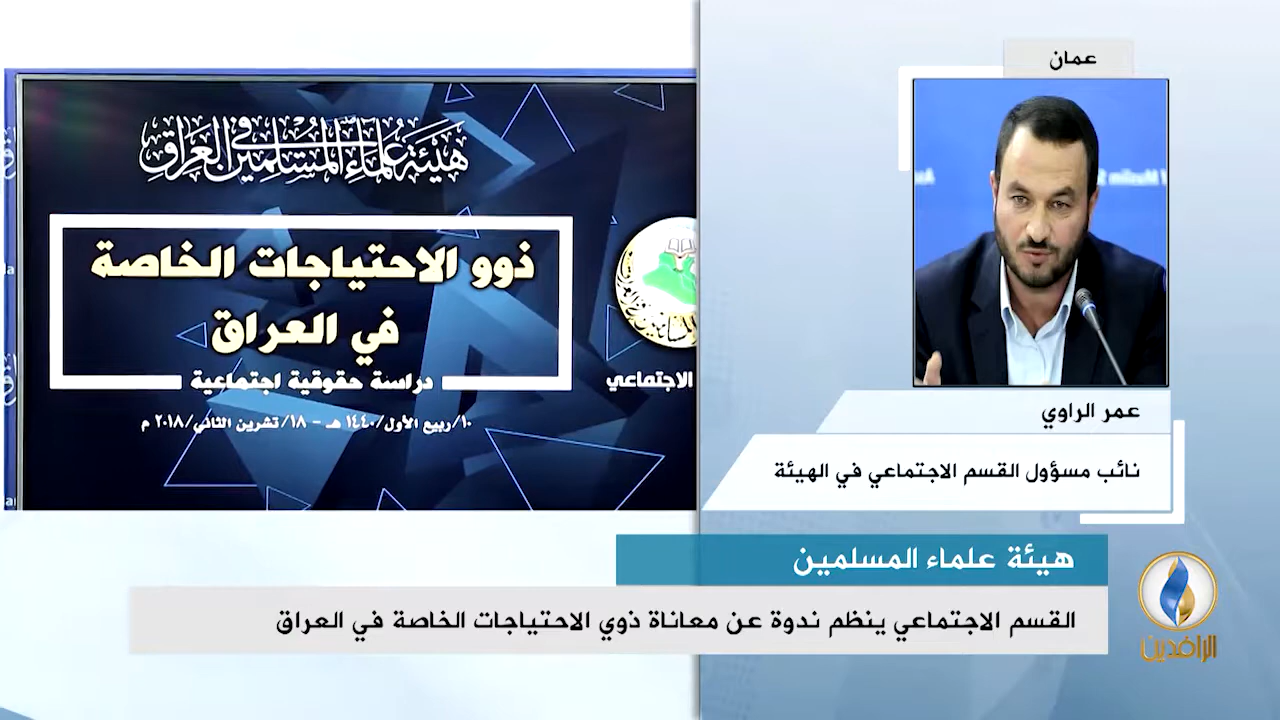 عمان
هيئة علماء المسلمين في العراق
ذوو الاحتياجات الخاصة
في العراق
دراسة حقوقية اجتماعية
١٠/ربيع الأول/١٤٤٠ هـ - ١٨/تشرين الثاني/٢٠١٨ م
الاجتماعي
عمر الراوي
نائب مسؤول القسم الاجتماعي في الهيئة
هيئة علماء المسلمين
القسم الاجتماعي ينظم ندوة عن معاناة ذوي الاحتياجات الخاصة في العراق
الرافدين